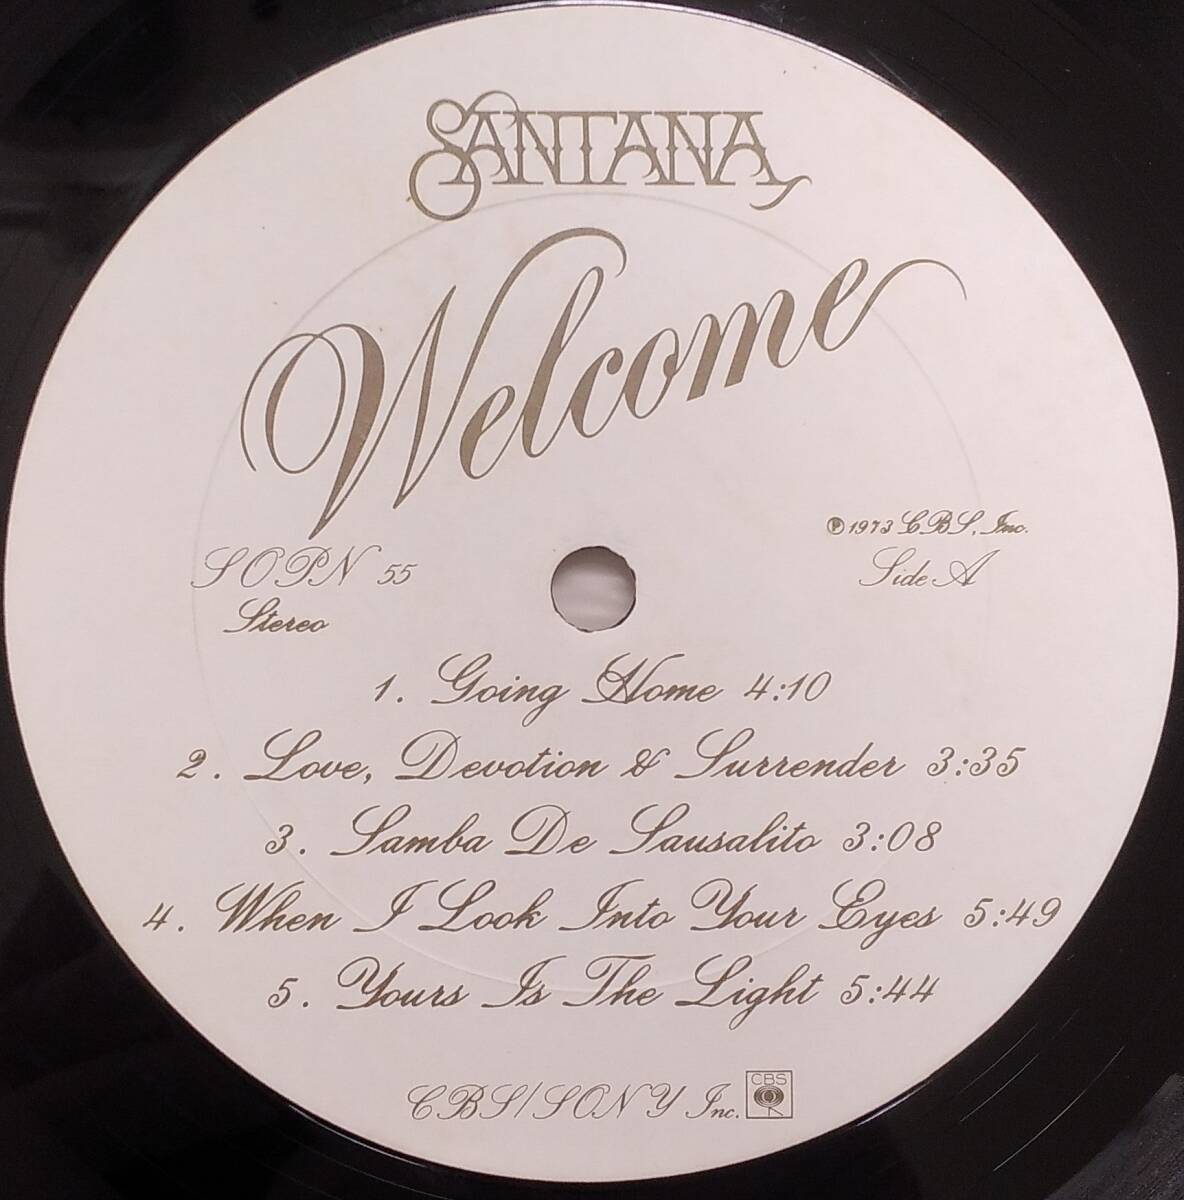 SANTANA
Welcome
℗ 1973 CBS, Inc.
SOPN 55
Side A
Stereo
1. Going Home 4:10
2. Love, Devotion & Surrender 3:35
3. Samba De Sausalito 3:08
4. When I Look Into Your Eyes 5:49
5. Yours Is The Light 5:44
CBS/SONY Inc.
CBS